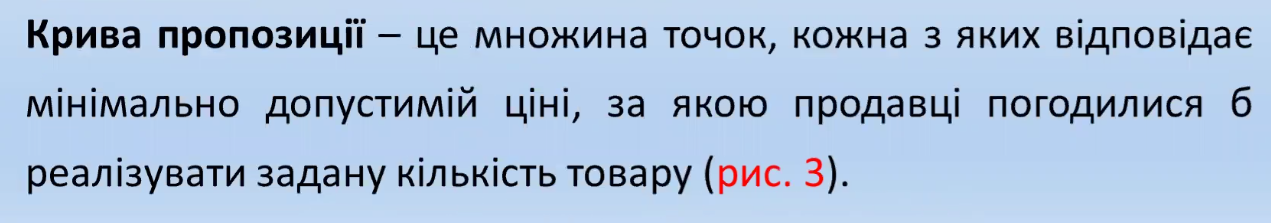 Крива пропозиції – це множина точок, кожна з яких відповідає
мінімально допустимій ціні, за якою продавці погодилися б
реалізувати задану кількість товару (рис. 3).